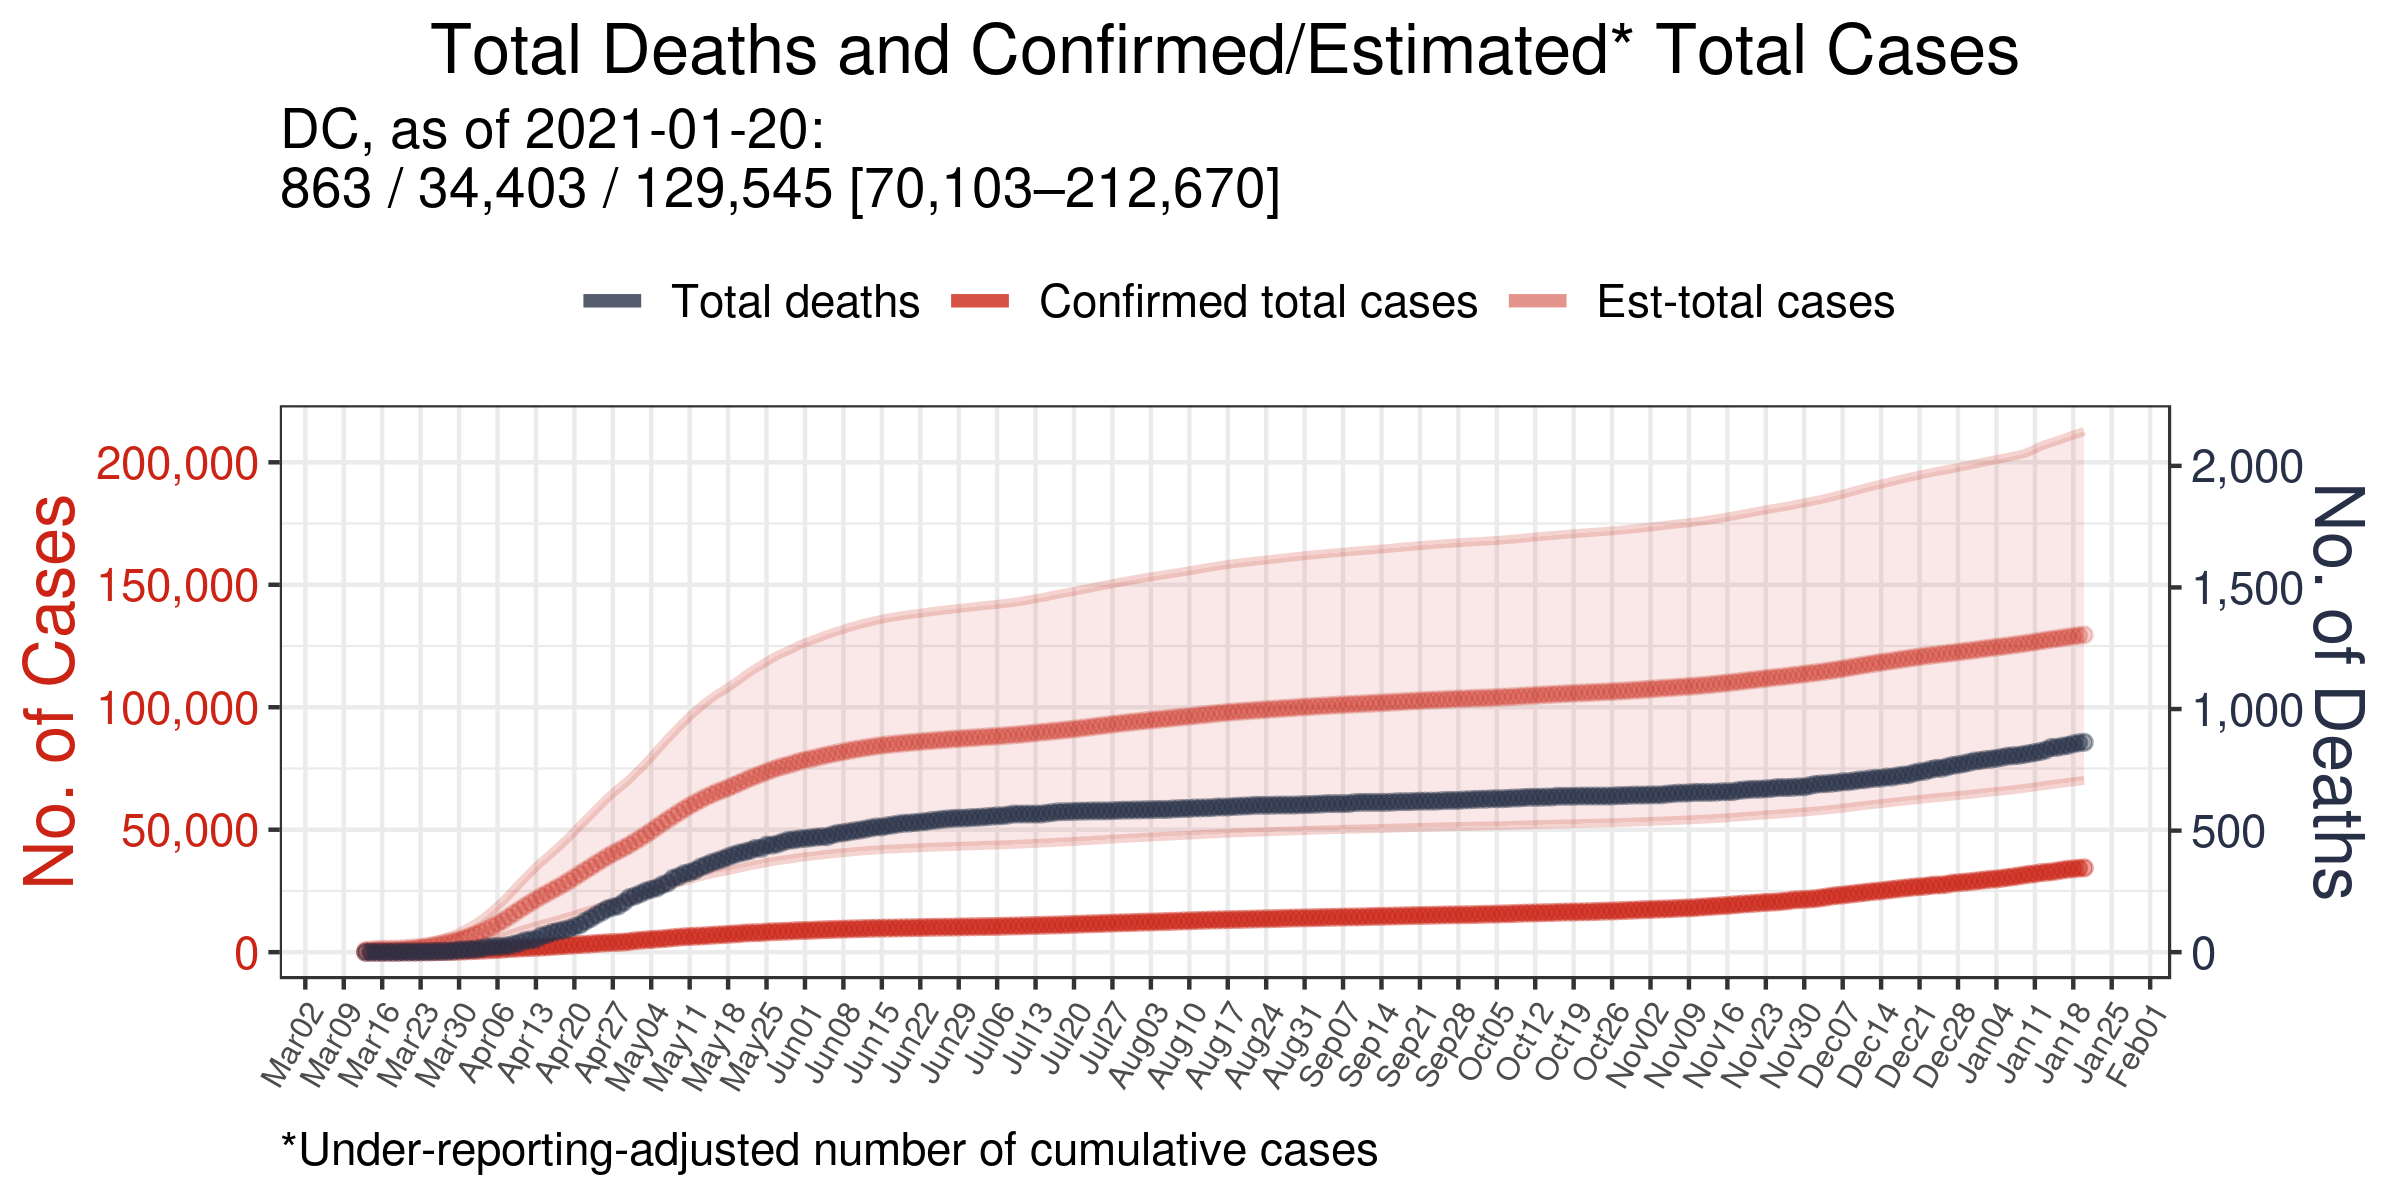 Total Deaths and Confirmed/Estimated* Total Cases
DC, as of 2021-01-20:
863 / 34,403 / 129,545 [70,103–212,670]
Total deaths
Confirmed total cases
Est-total cases
No. of Cases
200,000
150,000
100,000
50,000
0
2,000
1,500
1,000
500
0
No. of Deaths
Mar02
Mar09
Mar16
Mar23
Mar30
Apr06
Apr13
Apr20
Apr27
May04
May11
May18
May25
Jun01
Jun08
Jun15
Jun22
Jun29
Jul06
Jul13
Jul20
Jul27
Aug03
Aug10
Aug17
Aug24
Aug31
Sep07
Sep14
Sep21
Sep28
Oct05
Oct12
Oct19
Oct26
Nov02
Nov09
Nov16
Nov23
Nov30
Dec07
Dec14
Dec21
Dec28
Jan04
Jan11
Jan18
Jan25
Feb01
*Under-reporting-adjusted number of cumulative cases